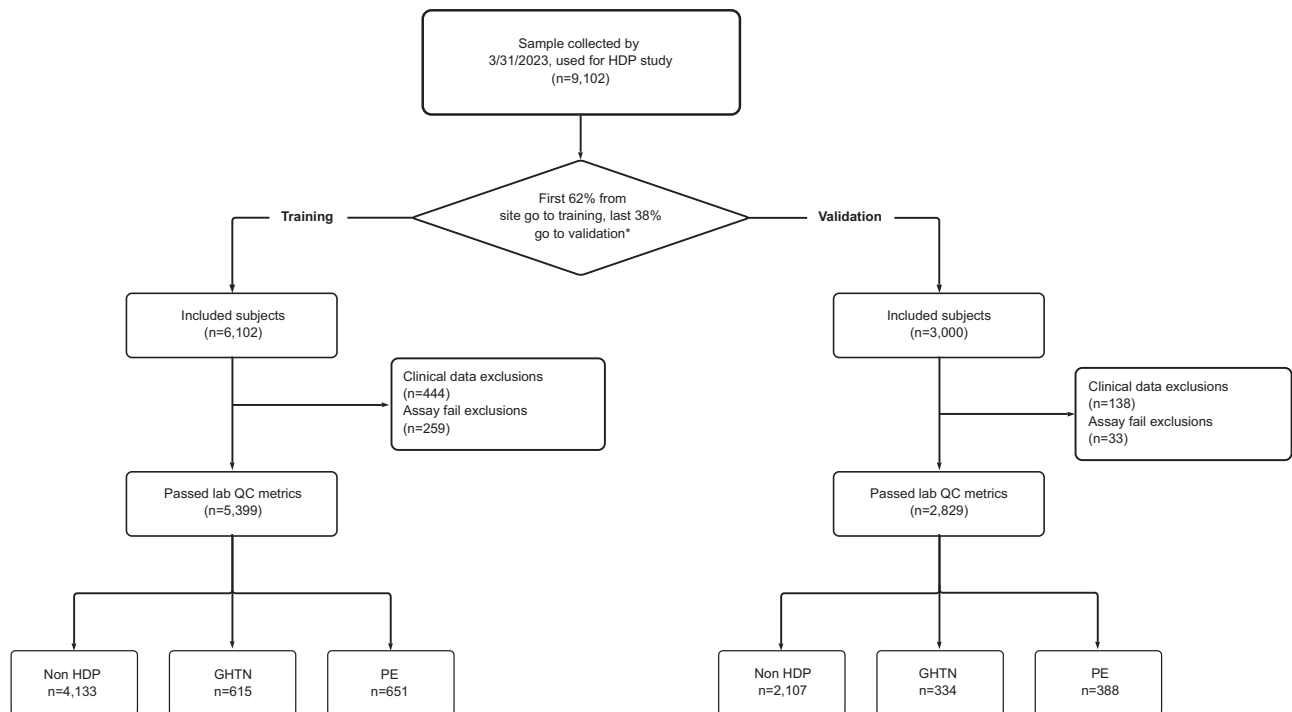 Sample collected by
3/31/2023, used for HDP study
(n=9,102)
First 62% from
site go to training, last 38%
go to validation*
Training
Validation
Included subjects
(n=6,102)
Included subjects
(n=3,000)
Clinical data exclusions
(n=444)
Assay fail exclusions
(n=259)
Clinical data exclusions
(n=138)
Assay fail exclusions
(n=33)
Passed lab QC metrics
(n=5,399)
Passed lab QC metrics
(n=2,829)
Non HDP
n=4,133
GHTN
n=615
PE
n=651
Non HDP
n=2,107
GHTN
n=334
PE
n=388